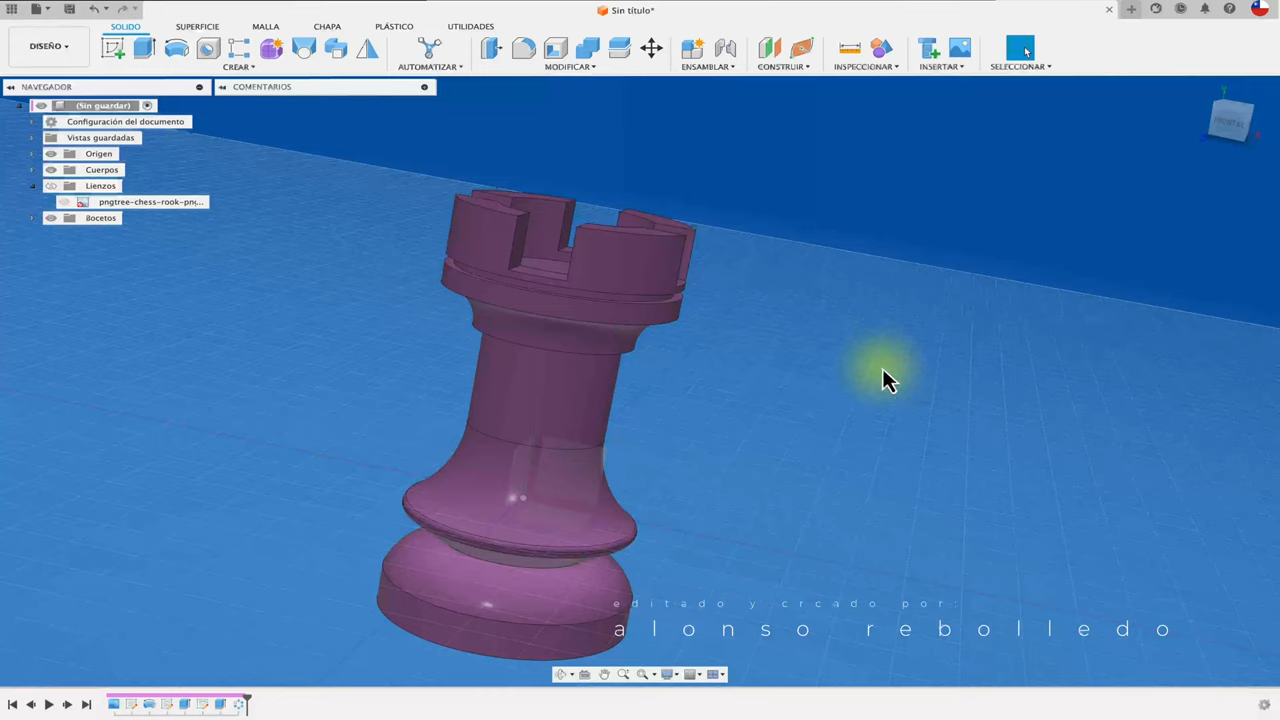 Sin título*
SOLIDO SUPERFICIE MALLA CHAPA PLÁSTICO UTILIDADES
DISEÑO
CREAR AUTOMATIZAR MODIFICAR ENSAMBLAR CONSTRUIR INSPECCIONAR INSERTAR SELECCIONAR
NAVEGADOR COMENTARIOS
(Sin guardar)
Configuración del documento
Vistas guardadas
Origen
Cuerpos
Lienzos
pngtree-chess-rook-pn(...
Bocetos
FRONTAL
editado y creado por:
alonso rebolledo